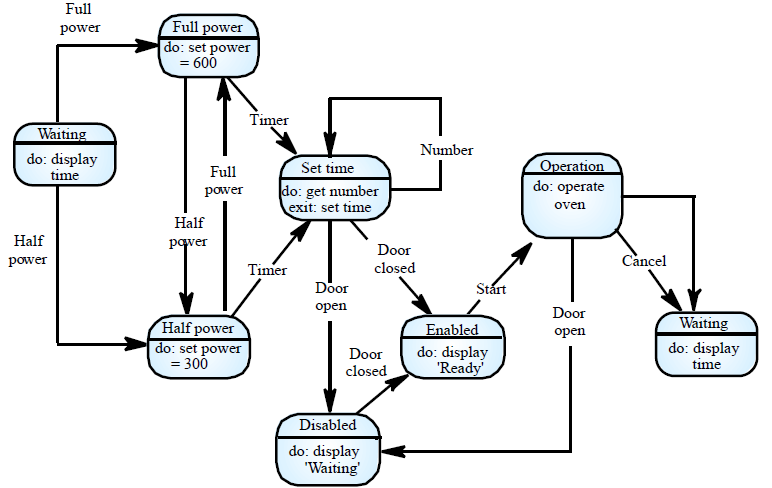 Full
power
Full power
do: set power
= 600
Waiting
do: display
time
Timer
Number
Set time
do: get number
exit: set time
Operation
do: operate
oven
Full
power
Half
power
Half
power
Timer
Door
closed
Door
open
Start
Cancel
Door
open
Half power
do: set power
= 300
Enabled
do: display
'Ready'
Waiting
do: display
time
Door
closed
Disabled
do: display
'Waiting'